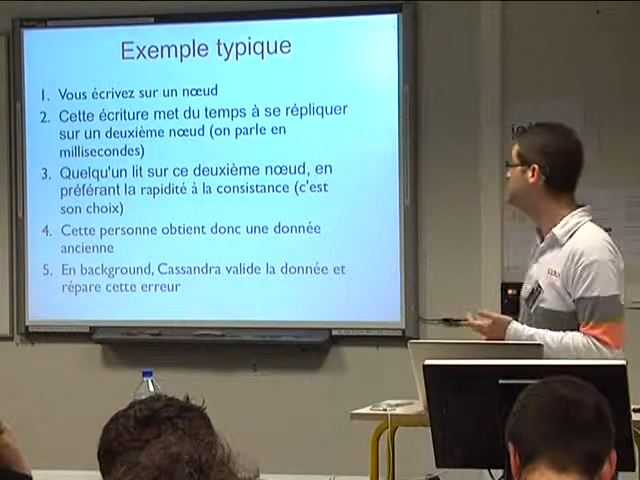 Exemple typique
1. Vous écrivez sur un nœud
2. Cette écriture met du temps à se répliquer
sur un deuxième nœud (on parle en
millisecondes)
3. Quelqu'un lit sur ce deuxième nœud, en
préférant la rapidité à la consistance (c'est
son choix)
4. Cette personne obtient donc une donnée
ancienne
5. En background, Cassandra valide la donnée et
répare cette erreur